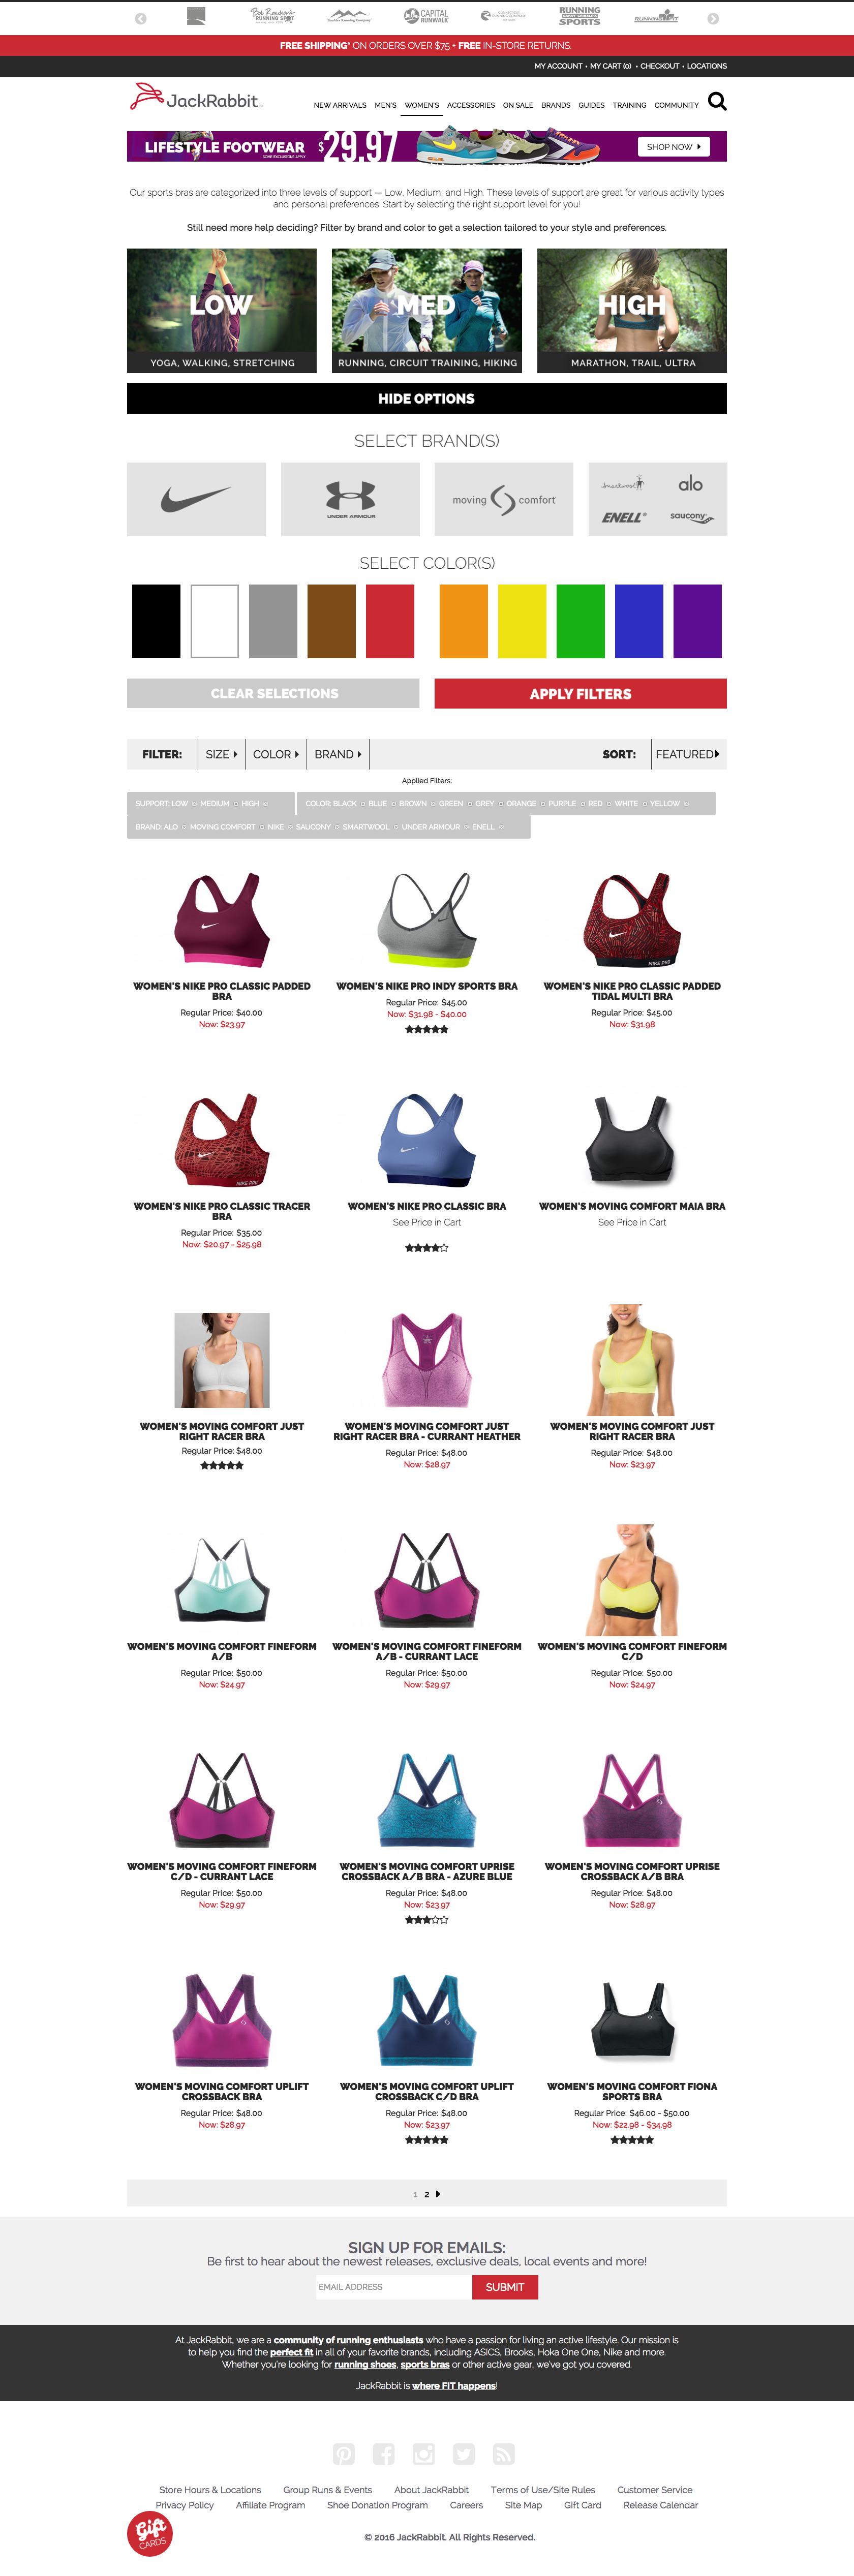 CAPITAL
RUNWALK
RUNNING
SPORTS
FREE SHIPPING* ON ORDERS OVER $75 + FREE IN-STORE RETURNS.
MY ACCOUNT • MY CART (0) • CHECKOUT • LOCATIONS
JackRabbit
NEW ARRIVALS MEN'S WOMEN'S ACCESSORIES ON SALE BRANDS GUIDES TRAINING COMMUNITY
LIFESTYLE FOOTWEAR $29.97 SHOP NOW
SOME EXCLUSIONS APPLY
Our sports bras are categorized into three levels of support — Low, Medium, and High. These levels of support are great for various activity types
and personal preferences. Start by selecting the right support level for you!
Still need more help deciding? Filter by brand and color to get a selection tailored to your style and preferences.
LOW MED HIGH
YOGA, WALKING, STRETCHING RUNNING, CIRCUIT TRAINING, HIKING MARATHON, TRAIL, ULTRA
HIDE OPTIONS
SELECT BRAND(S)
UNDER ARMOUR
moving comfort
smartwool alo
ENELL saucony
SELECT COLOR(S)
CLEAR SELECTIONS APPLY FILTERS
FILTER: SIZE COLOR BRAND SORT: FEATURED
Applied Filters:
SUPPORT: LOW MEDIUM HIGH COLOR: BLACK BLUE BROWN GREEN GREY ORANGE PURPLE RED WHITE YELLOW
BRAND: ALO MOVING COMFORT NIKE SAUCONY SMARTWOOL UNDER ARMOUR ENELL
NIKE PRO
WOMEN'S NIKE PRO CLASSIC PADDED
BRA
Regular Price: $40.00
Now: $23.97
WOMEN'S NIKE PRO INDY SPORTS BRA
Regular Price: $45.00
Now: $31.98 - $40.00
WOMEN'S NIKE PRO CLASSIC PADDED
TIDAL MULTI BRA
Regular Price: $45.00
Now: $31.98
NIKE PRO
WOMEN'S NIKE PRO CLASSIC TRACER
BRA
Regular Price: $35.00
Now: $20.97 - $25.98
WOMEN'S NIKE PRO CLASSIC BRA
See Price in Cart
WOMEN'S MOVING COMFORT MAIA BRA
See Price in Cart
WOMEN'S MOVING COMFORT JUST
RIGHT RACER BRA
Regular Price: $48.00
WOMEN'S MOVING COMFORT JUST
RIGHT RACER BRA - CURRANT HEATHER
Regular Price: $48.00
Now: $28.97
WOMEN'S MOVING COMFORT JUST
RIGHT RACER BRA
Regular Price: $48.00
Now: $23.97
WOMEN'S MOVING COMFORT FINEFORM
A/B
Regular Price: $50.00
Now: $24.97
WOMEN'S MOVING COMFORT FINEFORM
A/B - CURRANT LACE
Regular Price: $50.00
Now: $29.97
WOMEN'S MOVING COMFORT FINEFORM
C/D
Regular Price: $50.00
Now: $24.97
WOMEN'S MOVING COMFORT FINEFORM
C/D - CURRANT LACE
Regular Price: $50.00
Now: $29.97
WOMEN'S MOVING COMFORT UPRISE
CROSSBACK A/B BRA - AZURE BLUE
Regular Price: $48.00
Now: $23.97
WOMEN'S MOVING COMFORT UPRISE
CROSSBACK A/B BRA
Regular Price: $48.00
Now: $28.97
WOMEN'S MOVING COMFORT UPLIFT
CROSSBACK BRA
Regular Price: $48.00
Now: $28.97
WOMEN'S MOVING COMFORT UPLIFT
CROSSBACK C/D BRA
Regular Price: $48.00
Now: $23.97
WOMEN'S MOVING COMFORT FIONA
SPORTS BRA
Regular Price: $46.00 - $50.00
Now: $22.98 - $34.98
1 2
SIGN UP FOR EMAILS:
Be first to hear about the newest releases, exclusive deals, local events and more!
EMAIL ADDRESS SUBMIT
At JackRabbit, we are a community of running enthusiasts who have a passion for living an active lifestyle. Our mission is
to help you find the perfect fit in all of your favorite brands, including ASICS, Brooks, Hoka One One, Nike and more.
Whether you're looking for running shoes, sports bras or other active gear, we've got you covered.
JackRabbit is where FIT happens!
Store Hours & Locations Group Runs & Events About JackRabbit Terms of Use/Site Rules Customer Service
Privacy Policy Affiliate Program Shoe Donation Program Careers Site Map Gift Card Release Calendar
Gift
CARDS
© 2016 JackRabbit. All Rights Reserved.